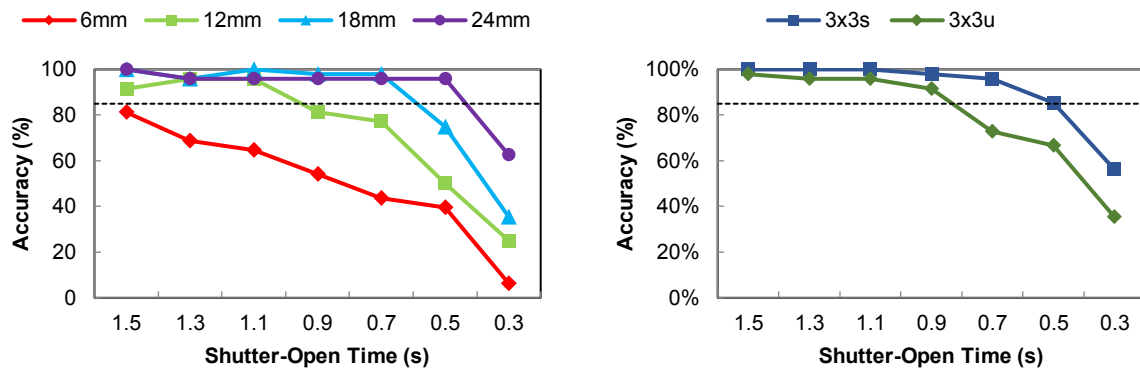 6mm 12mm 18mm 24mm
100
80
60
40
20
0
Accuracy (%)
1.5 1.3 1.1 0.9 0.7 0.5 0.3
Shutter-Open Time (s)
3x3s 3x3u
100%
80%
60%
40%
20%
0%
Accuracy (%)
1.5 1.3 1.1 0.9 0.7 0.5 0.3
Shutter-Open Time (s)